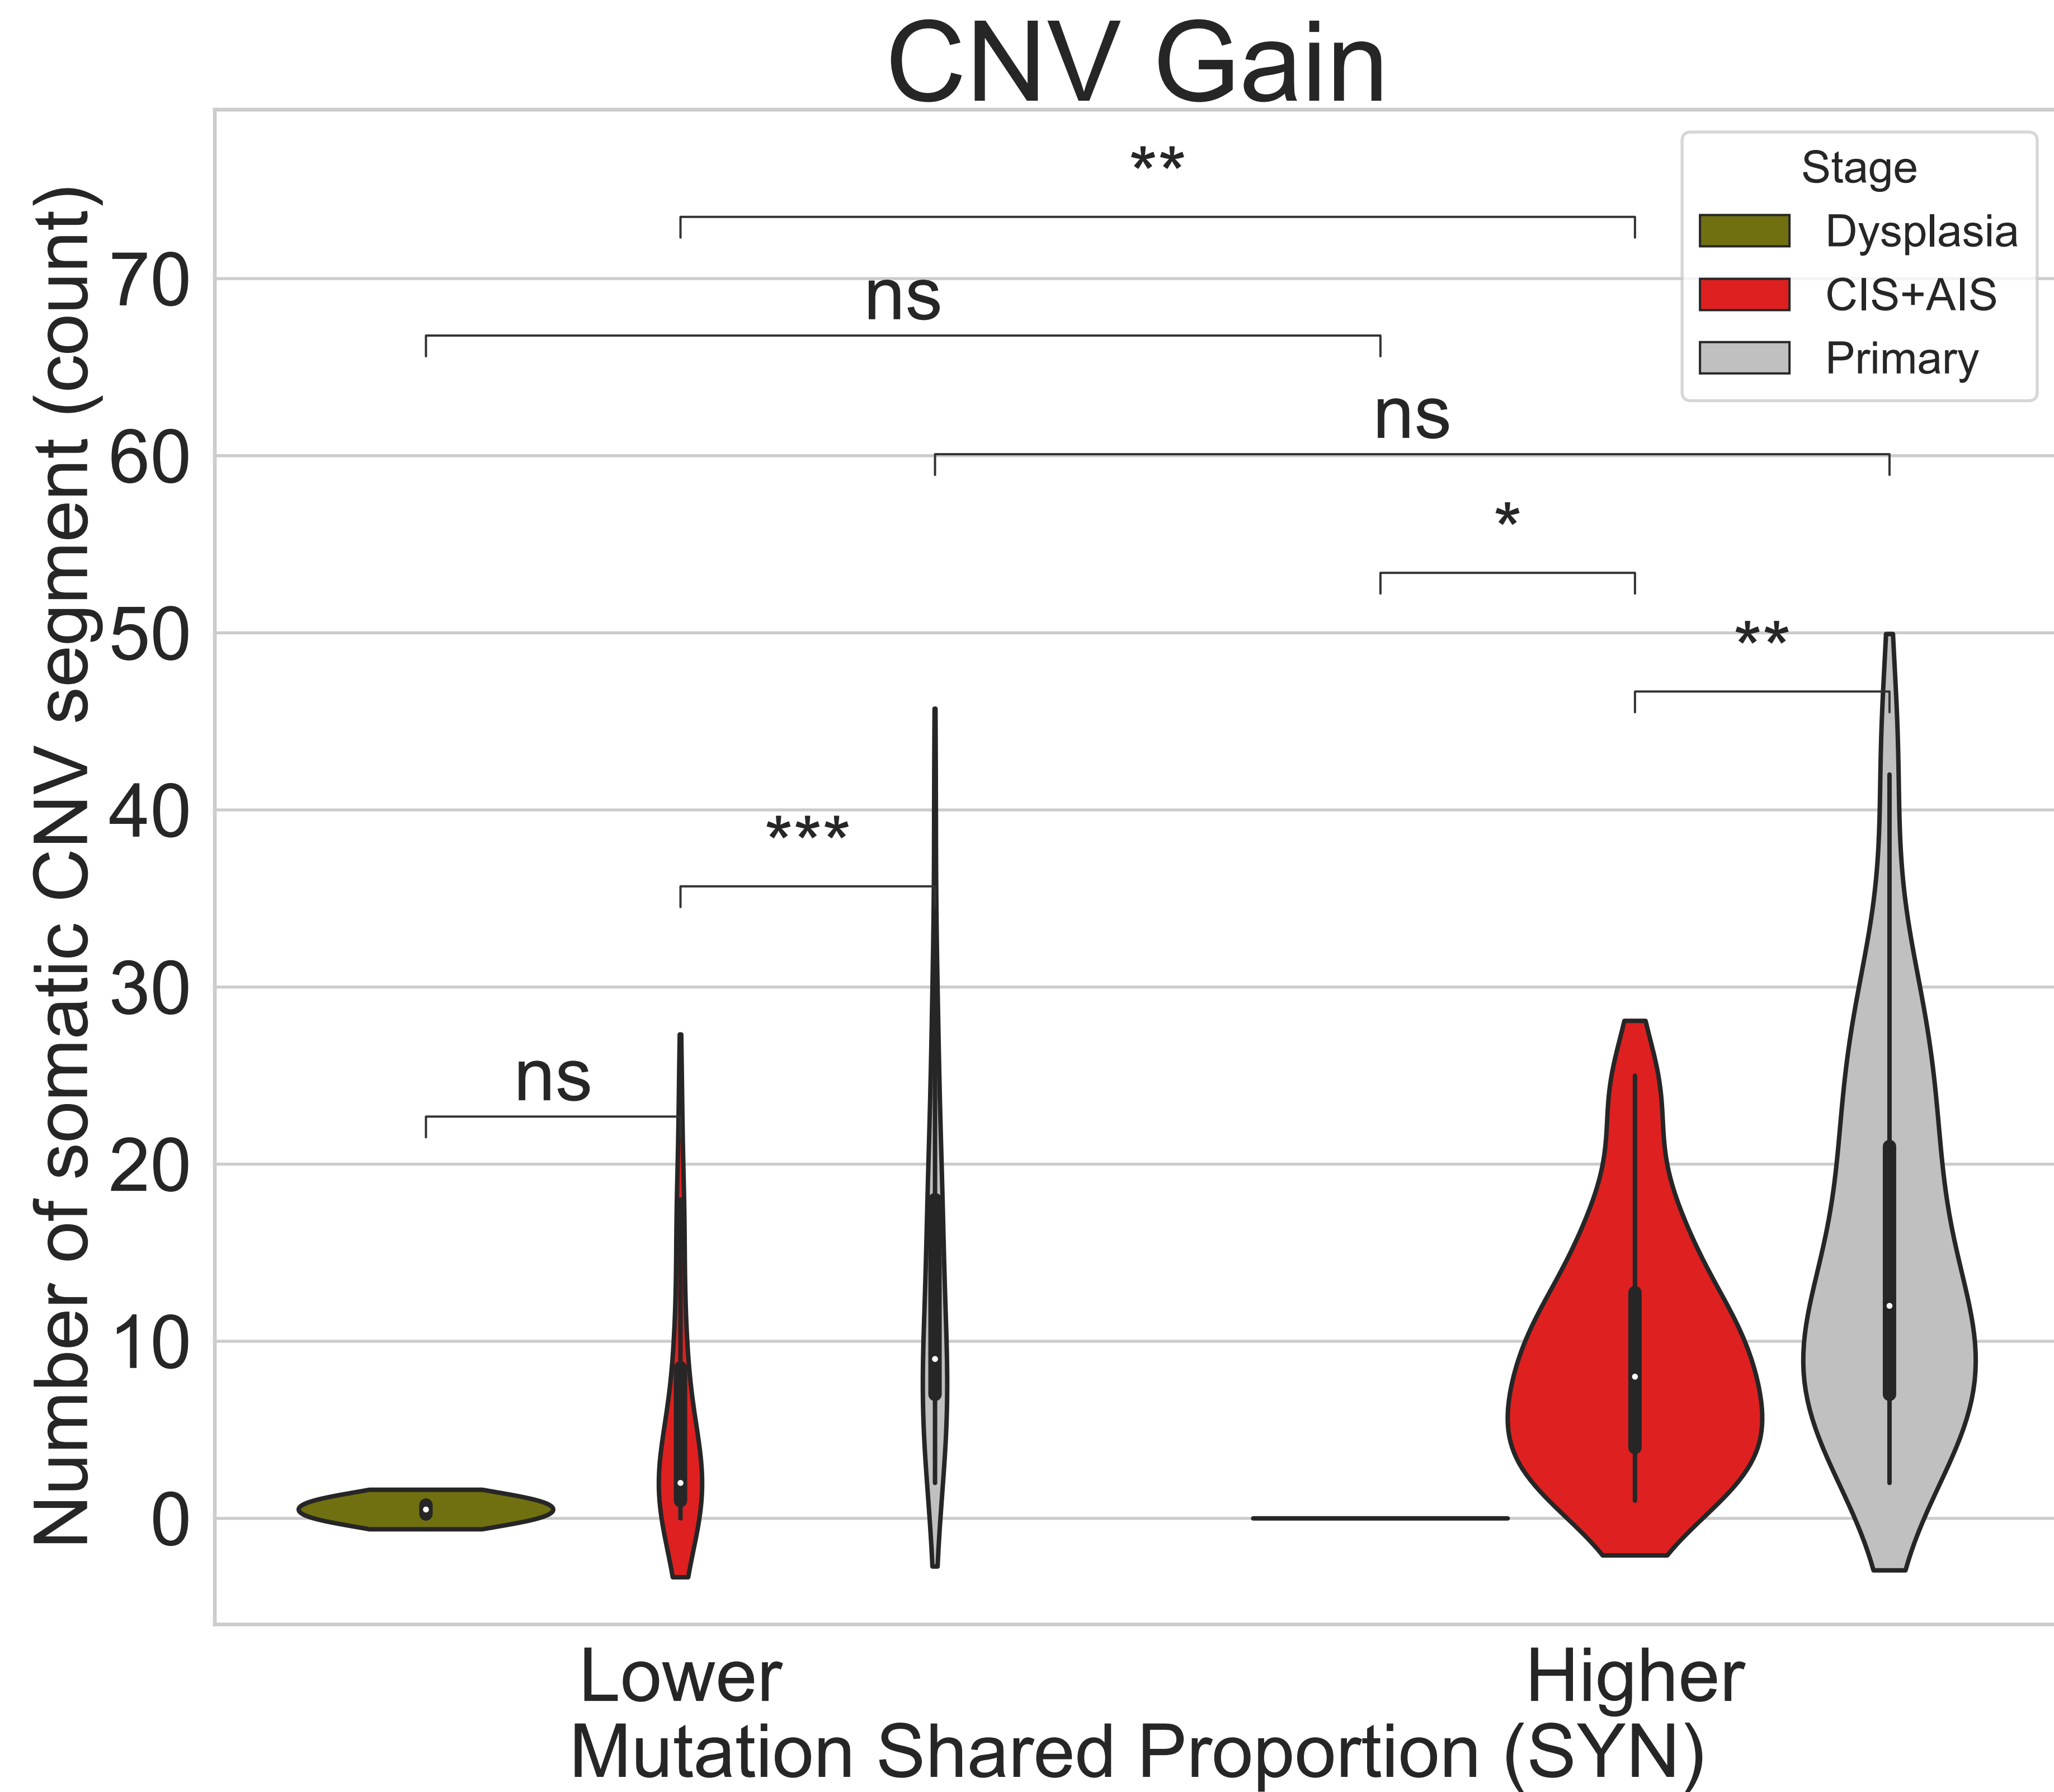 CNV Gain
Number of somatic CNV segment (count)
70
60
50
40
30
20
10
0
**
ns
ns
*
**
***
ns
Stage
Dysplasia
CIS+AIS
Primary
Lower
Higher
Mutation Shared Proportion (SYN)